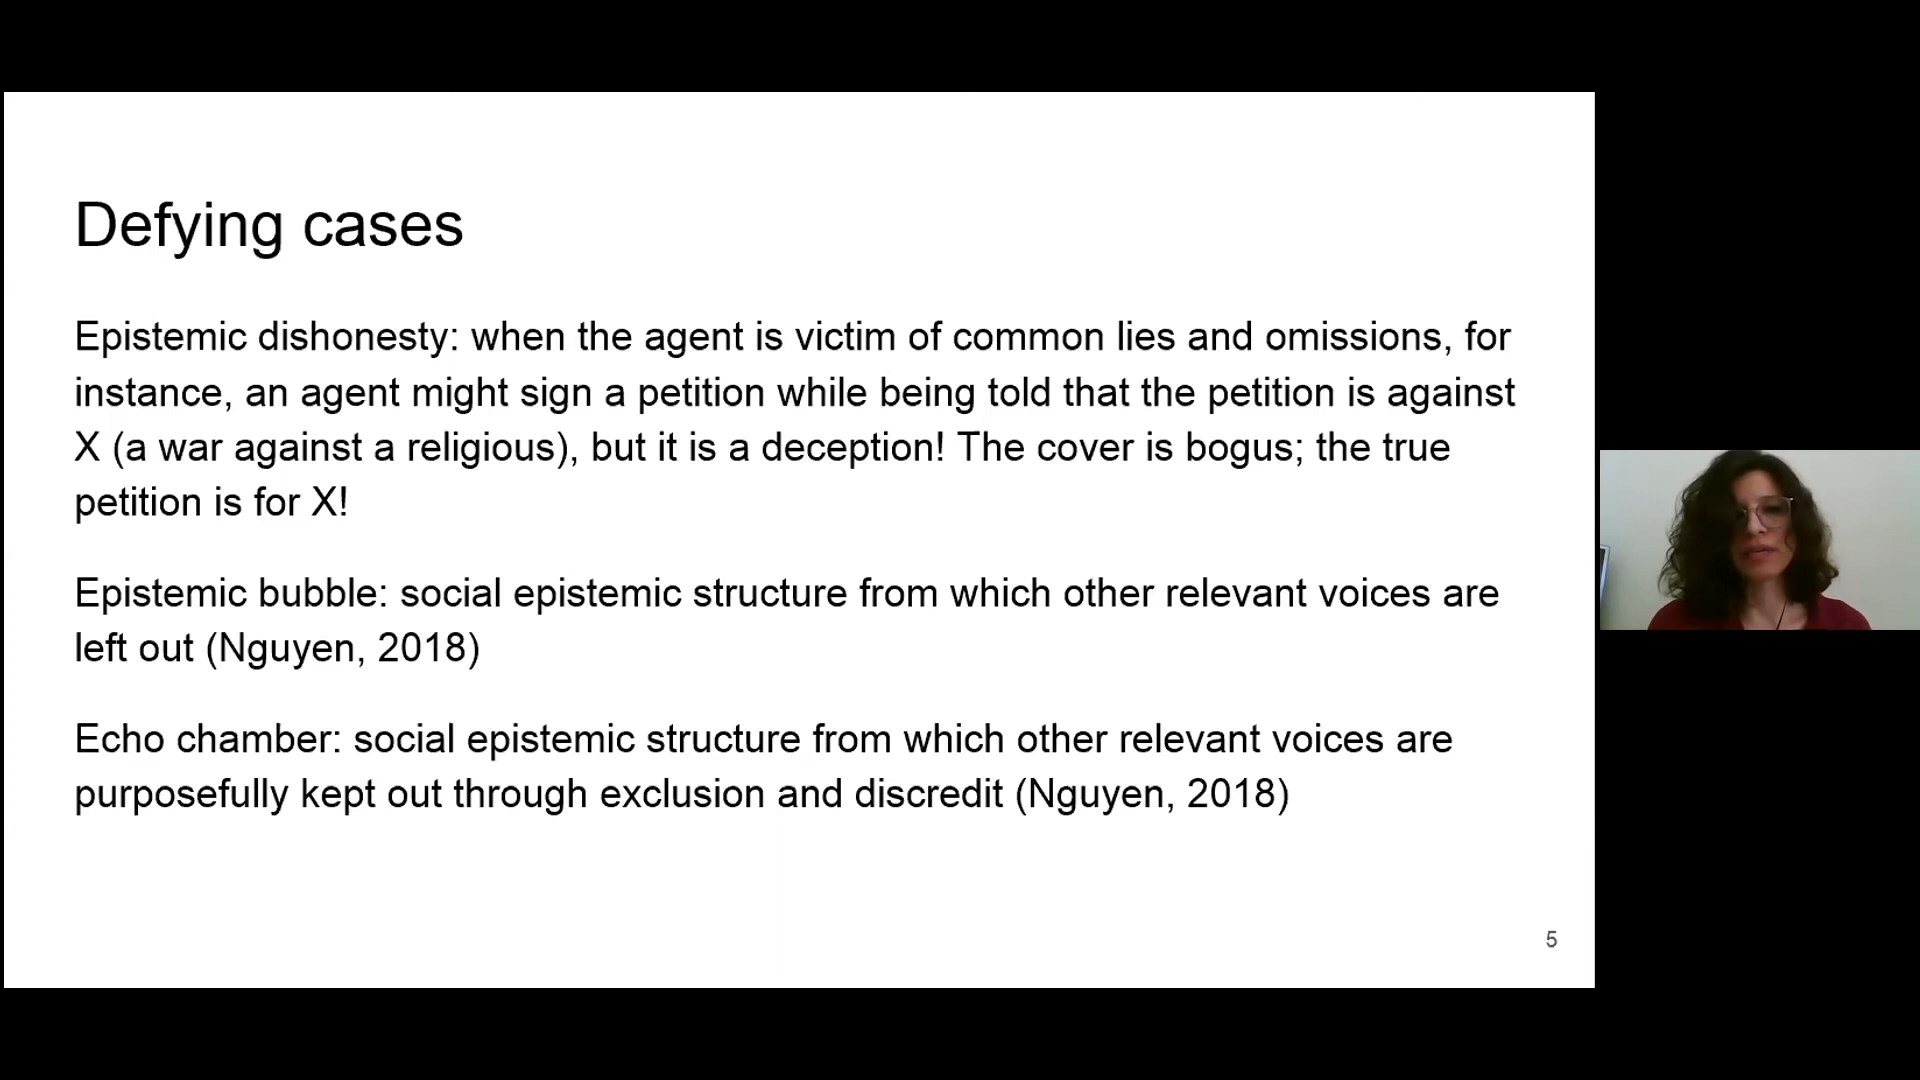 Defying cases
Epistemic dishonesty: when the agent is victim of common lies and omissions, for
instance, an agent might sign a petition while being told that the petition is against
X (a war against a religious), but it is a deception! The cover is bogus; the true
petition is for X!
Epistemic bubble: social epistemic structure from which other relevant voices are
left out (Nguyen, 2018)
Echo chamber: social epistemic structure from which other relevant voices are
purposefully kept out through exclusion and discredit (Nguyen, 2018)
5